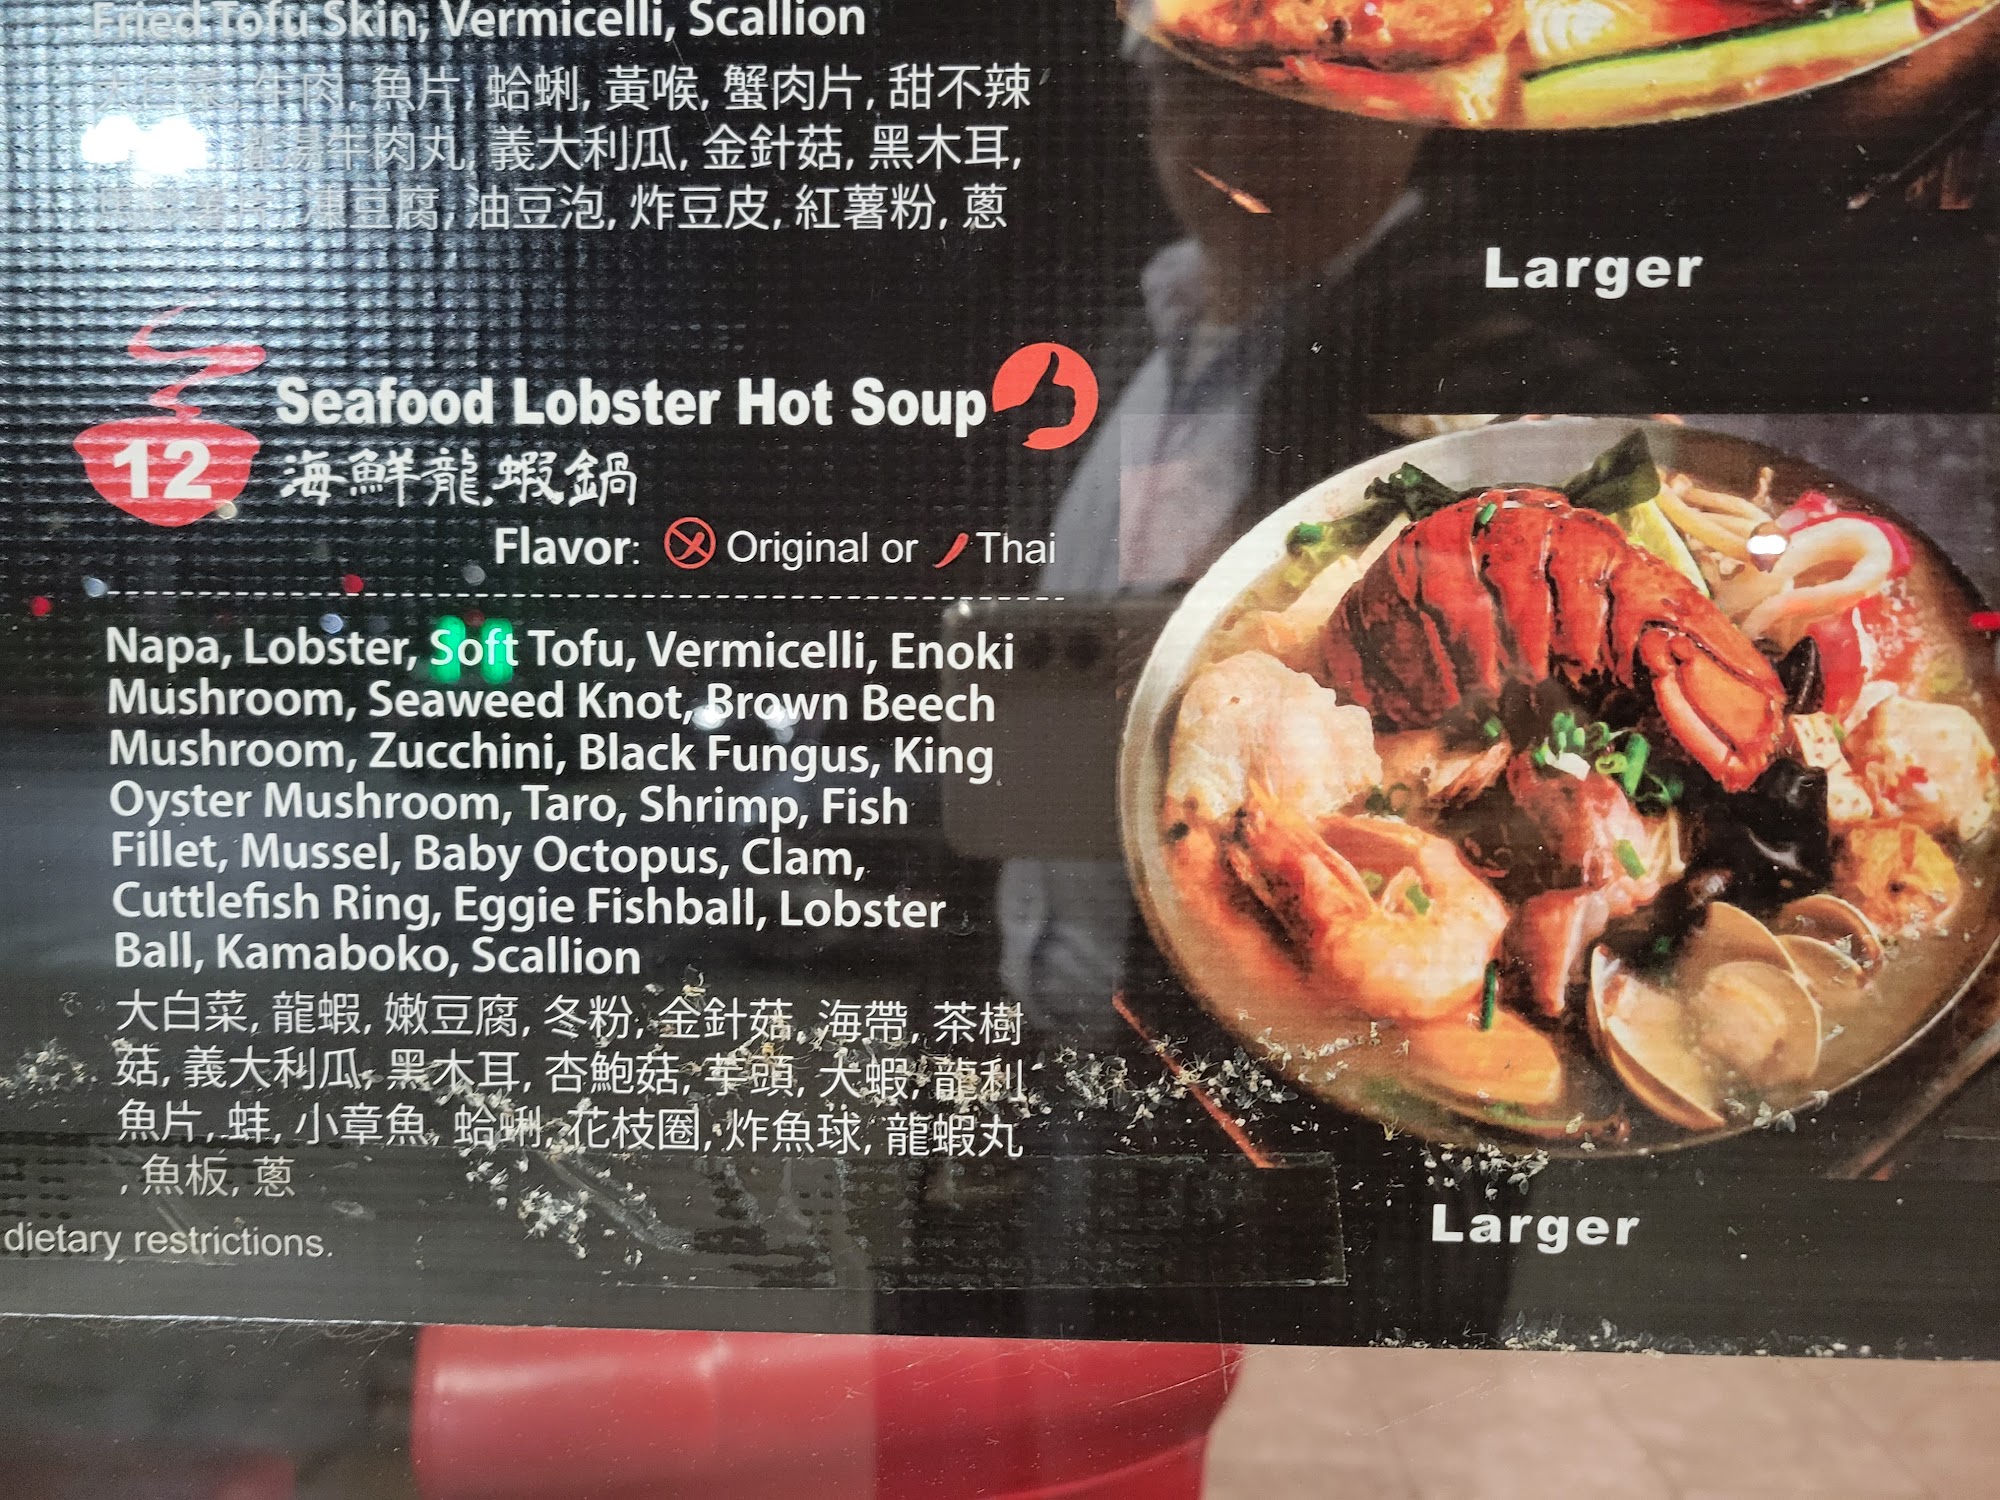 Fried Tofu Skin, Vermicelli, Scallion
牛肉, 魚片, 蛤蜊, 黃喉, 蟹肉片, 甜不辣
灌湯牛肉丸, 義大利瓜, 金針菇, 黑木耳,
凍豆腐, 油豆泡, 炸豆皮, 紅薯粉, 蔥
Larger
Seafood Lobster Hot Soup
12 海鮮龍蝦鍋
Flavor: Original or Thai
Napa, Lobster, Soft Tofu, Vermicelli, Enoki
Mushroom, Seaweed Knot, Brown Beech
Mushroom, Zucchini, Black Fungus, King
Oyster Mushroom, Taro, Shrimp, Fish
Fillet, Mussel, Baby Octopus, Clam,
Cuttlefish Ring, Eggie Fishball, Lobster
Ball, Kamaboko, Scallion
大白菜, 龍蝦, 嫩豆腐, 冬粉, 金針菇, 海帶, 茶樹
菇, 義大利瓜, 黑木耳, 杏鮑菇, 芋頭, 大蝦, 龍利
魚片, 蚌, 小章魚, 蛤蜊, 花枝圈, 炸魚球, 龍蝦丸
, 魚板, 蔥
Larger
dietary restrictions.